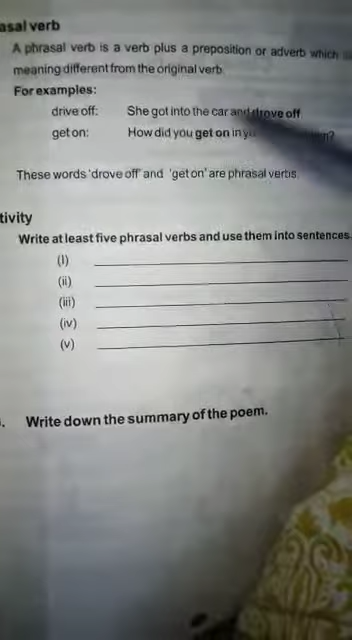 asal verb
A phrasal verb is a verb plus a preposition or adverb which
meaning different from the original verb.
For examples:
drive off: She got into the car and drove off
get on: How did you get on in
These words 'drove off' and 'get on' are phrasal verbs.
tivity
Write at least five phrasal verbs and use them into sentences.
(I)
(ii)
(iii)
(iv)
(v)
. Write down the summary of the poem.